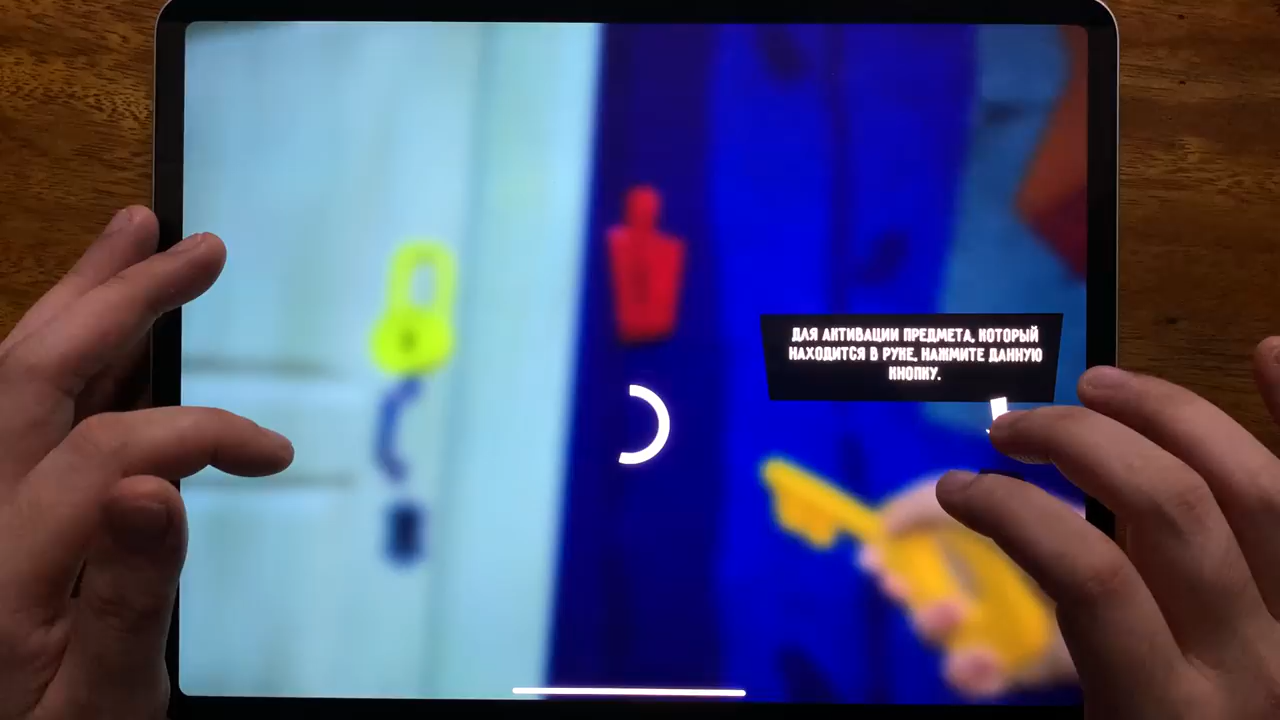 ДЛЯ АКТИВАЦИИ ПРЕДМЕТА, КОТОРЫЙ
НАХОДИТСЯ В РУКЕ, НАЖМИТЕ ДАННУЮ
КНОПКУ.